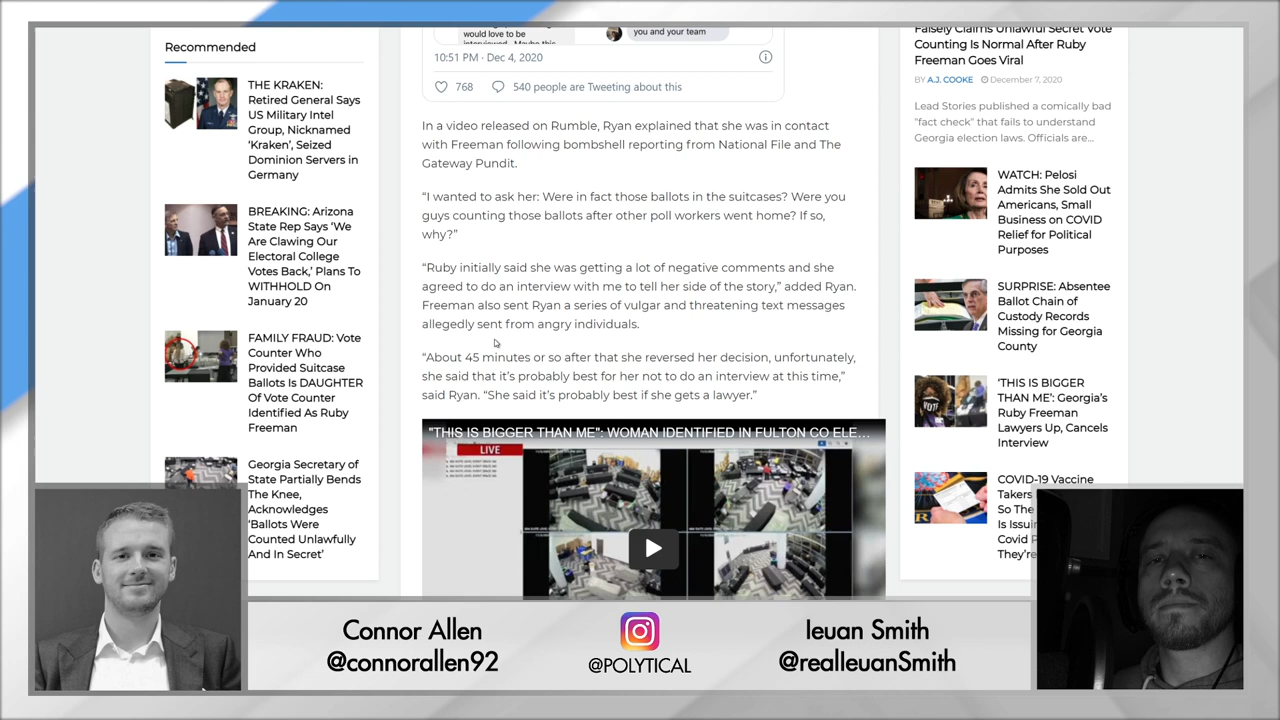 Recommended
THE KRAKEN:
Retired General Says
US Military Intel
Group, Nicknamed
‘Kraken’, Seized
Dominion Servers in
Germany
BREAKING: Arizona
State Rep Says ‘We
Are Clawing Our
Electoral College
Votes Back,’ Plans To
WITHHOLD On
January 20
FAMILY FRAUD: Vote
Counter Who
Provided Suitcase
Ballots Is DAUGHTER
Of Vote Counter
Identified As Ruby
Freeman
Georgia Secretary of
State Partially Bends
The Knee,
Acknowledges
‘Ballots Were
Counted Unlawfully
And In Secret’
would love to be
interviewed.. Maybe this
you and your team
10:51 PM · Dec 4, 2020
768 540 people are Tweeting about this
In a video released on Rumble, Ryan explained that she was in contact
with Freeman following bombshell reporting from National File and The
Gateway Pundit.
“I wanted to ask her: Were in fact those ballots in the suitcases? Were you
guys counting those ballots after other poll workers went home? If so,
why?”
“Ruby initially said she was getting a lot of negative comments and she
agreed to do an interview with me to tell her side of the story,” added Ryan.
Freeman also sent Ryan a series of vulgar and threatening text messages
allegedly sent from angry individuals.
“About 45 minutes or so after that she reversed her decision, unfortunately,
she said that it’s probably best for her not to do an interview at this time,”
said Ryan. “She said it’s probably best if she gets a lawyer.”
"THIS IS BIGGER THAN ME": WOMAN IDENTIFIED IN FULTON CO ELE...
LIVE
Falsely Claims Unlawful Secret Vote
Counting Is Normal After Ruby
Freeman Goes Viral
BY A.J. COOKE December 7, 2020
Lead Stories published a comically bad
“fact check” that fails to understand
Georgia election laws. Officials are...
WATCH: Pelosi
Admits She Sold Out
Americans, Small
Business on COVID
Relief for Political
Purposes
SURPRISE: Absentee
Ballot Chain of
Custody Records
Missing for Georgia
County
VOTE
‘THIS IS BIGGER
THAN ME’: Georgia’s
Ruby Freeman
Lawyers Up, Cancels
Interview
COVID-19 Vaccine
Takers
So The
Is Issui
Covid P
They’re
Connor Allen
@connorallen92
@POLYTICAL
Ieuan Smith
@realIeuanSmith